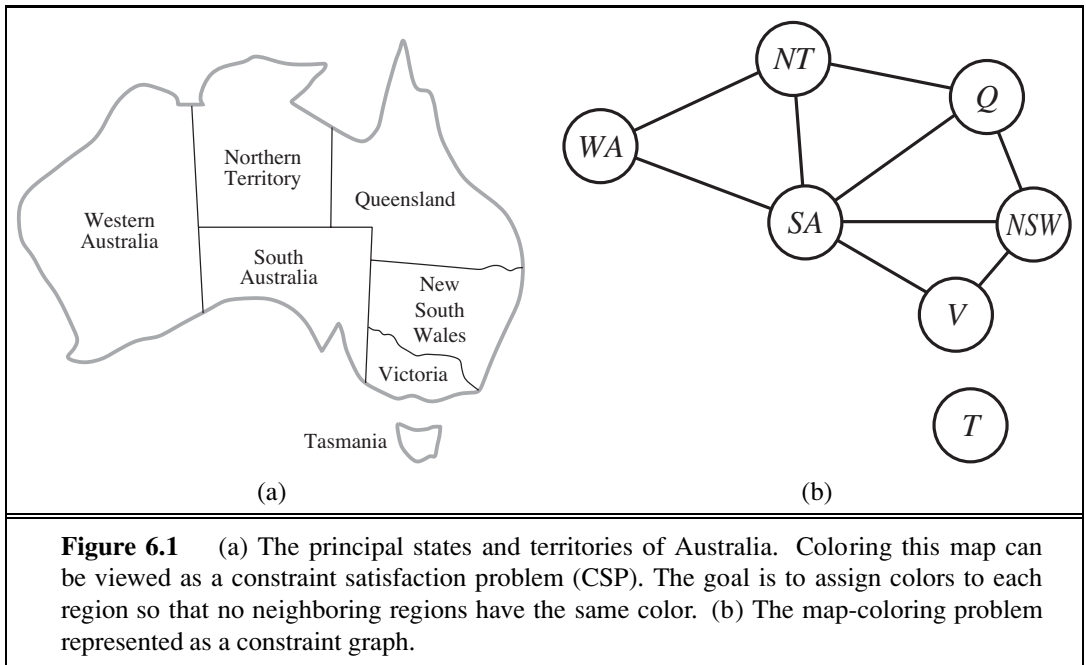 Northern
Territory
Western
Australia
Queensland
South
Australia
New
South
Wales
Victoria
Tasmania
(a)
NT
Q
WA
SA
NSW
V
T
(b)
Figure 6.1 (a) The principal states and territories of Australia. Coloring this map can
be viewed as a constraint satisfaction problem (CSP). The goal is to assign colors to each
region so that no neighboring regions have the same color. (b) The map-coloring problem
represented as a constraint graph.